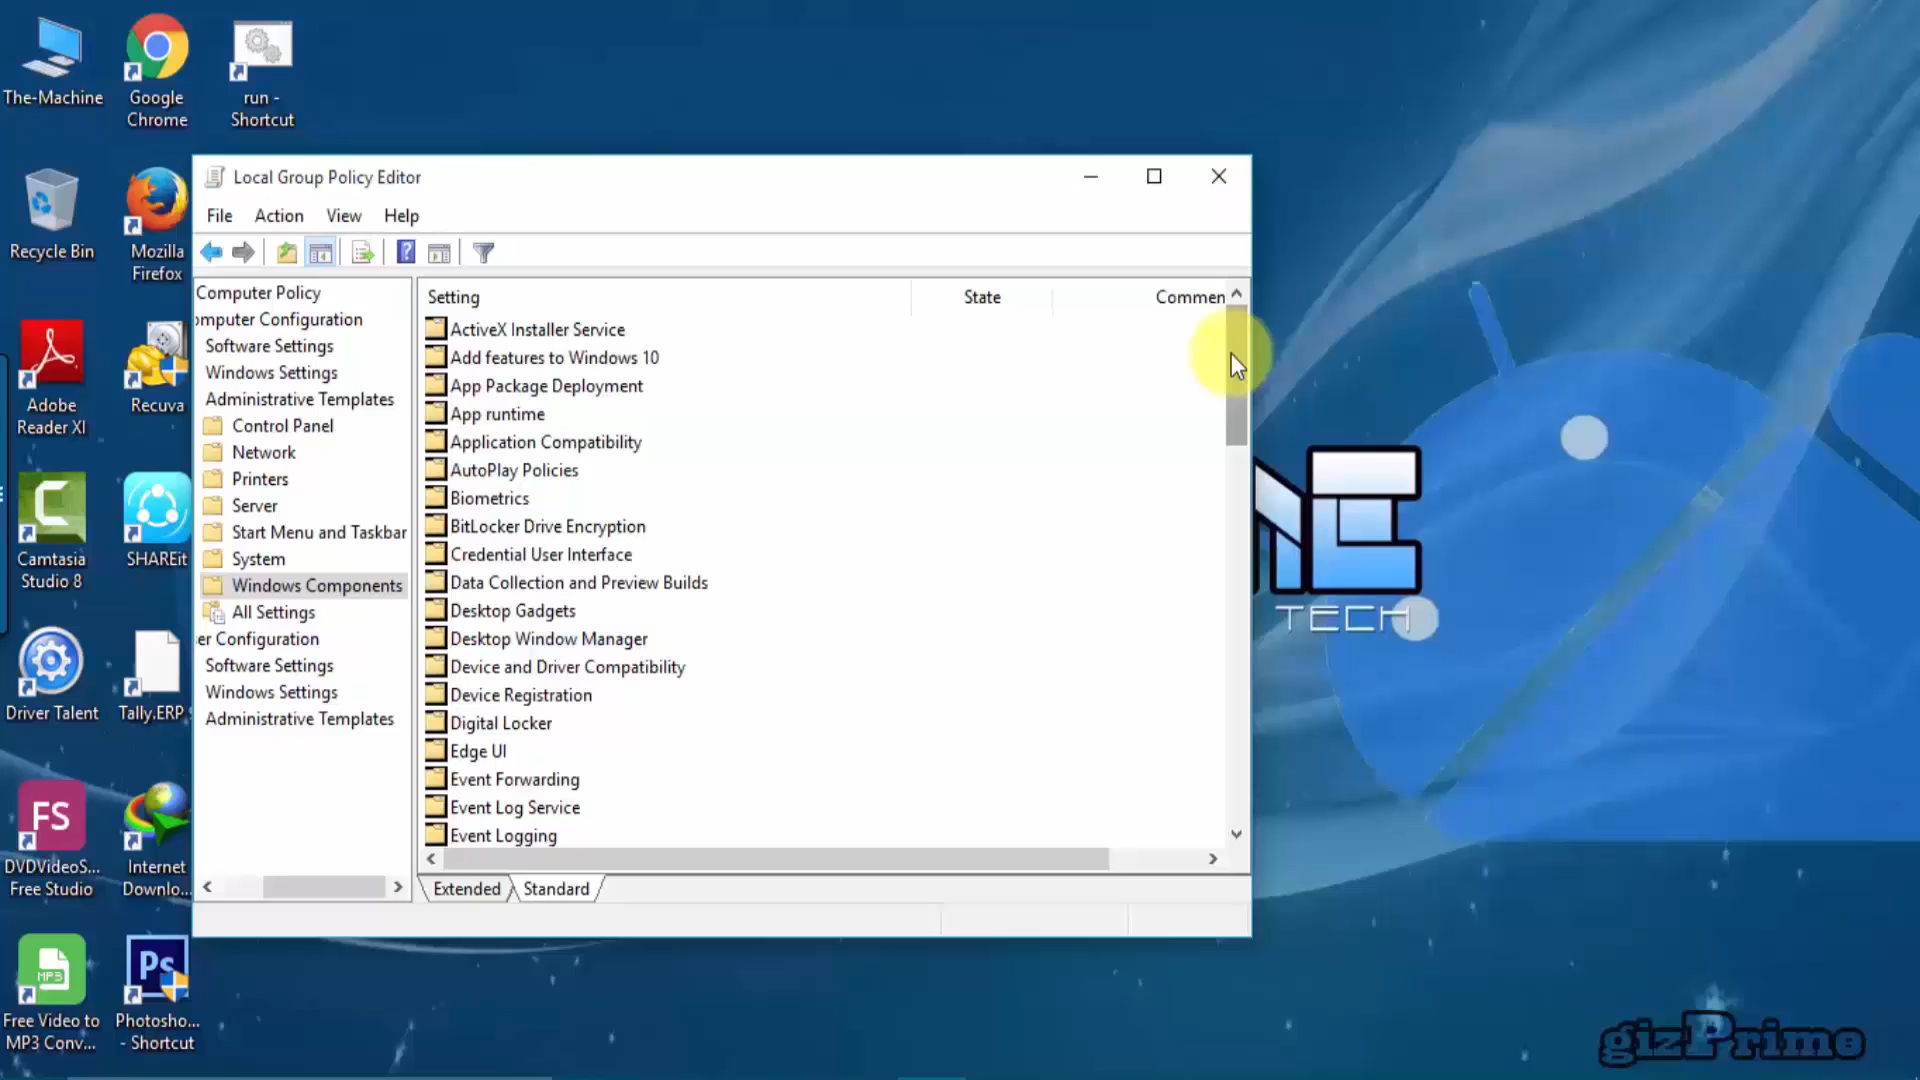 The-Machine
Google
Chrome
run -
Shortcut
Recycle Bin
Mozilla
Firefox
Adobe
Reader XI
Recuva
Camtasia
Studio 8
SHAREit
Driver Talent
Tally.ERP
FS
DVDVideoS...
Free Studio
Internet
Downlo...
MP3
Free Video to
MP3 Conv...
Ps
Photosho...
- Shortcut
Local Group Policy Editor
File Action View Help
Computer Policy
omputer Configuration
Software Settings
Windows Settings
Administrative Templates
Control Panel
Network
Printers
Server
Start Menu and Taskbar
System
Windows Components
All Settings
er Configuration
Software Settings
Windows Settings
Administrative Templates
Setting State Commen
ActiveX Installer Service
Add features to Windows 10
App Package Deployment
App runtime
Application Compatibility
AutoPlay Policies
Biometrics
BitLocker Drive Encryption
Credential User Interface
Data Collection and Preview Builds
Desktop Gadgets
Desktop Window Manager
Device and Driver Compatibility
Device Registration
Digital Locker
Edge UI
Event Forwarding
Event Log Service
Event Logging
Extended Standard
TECH
gizPrime